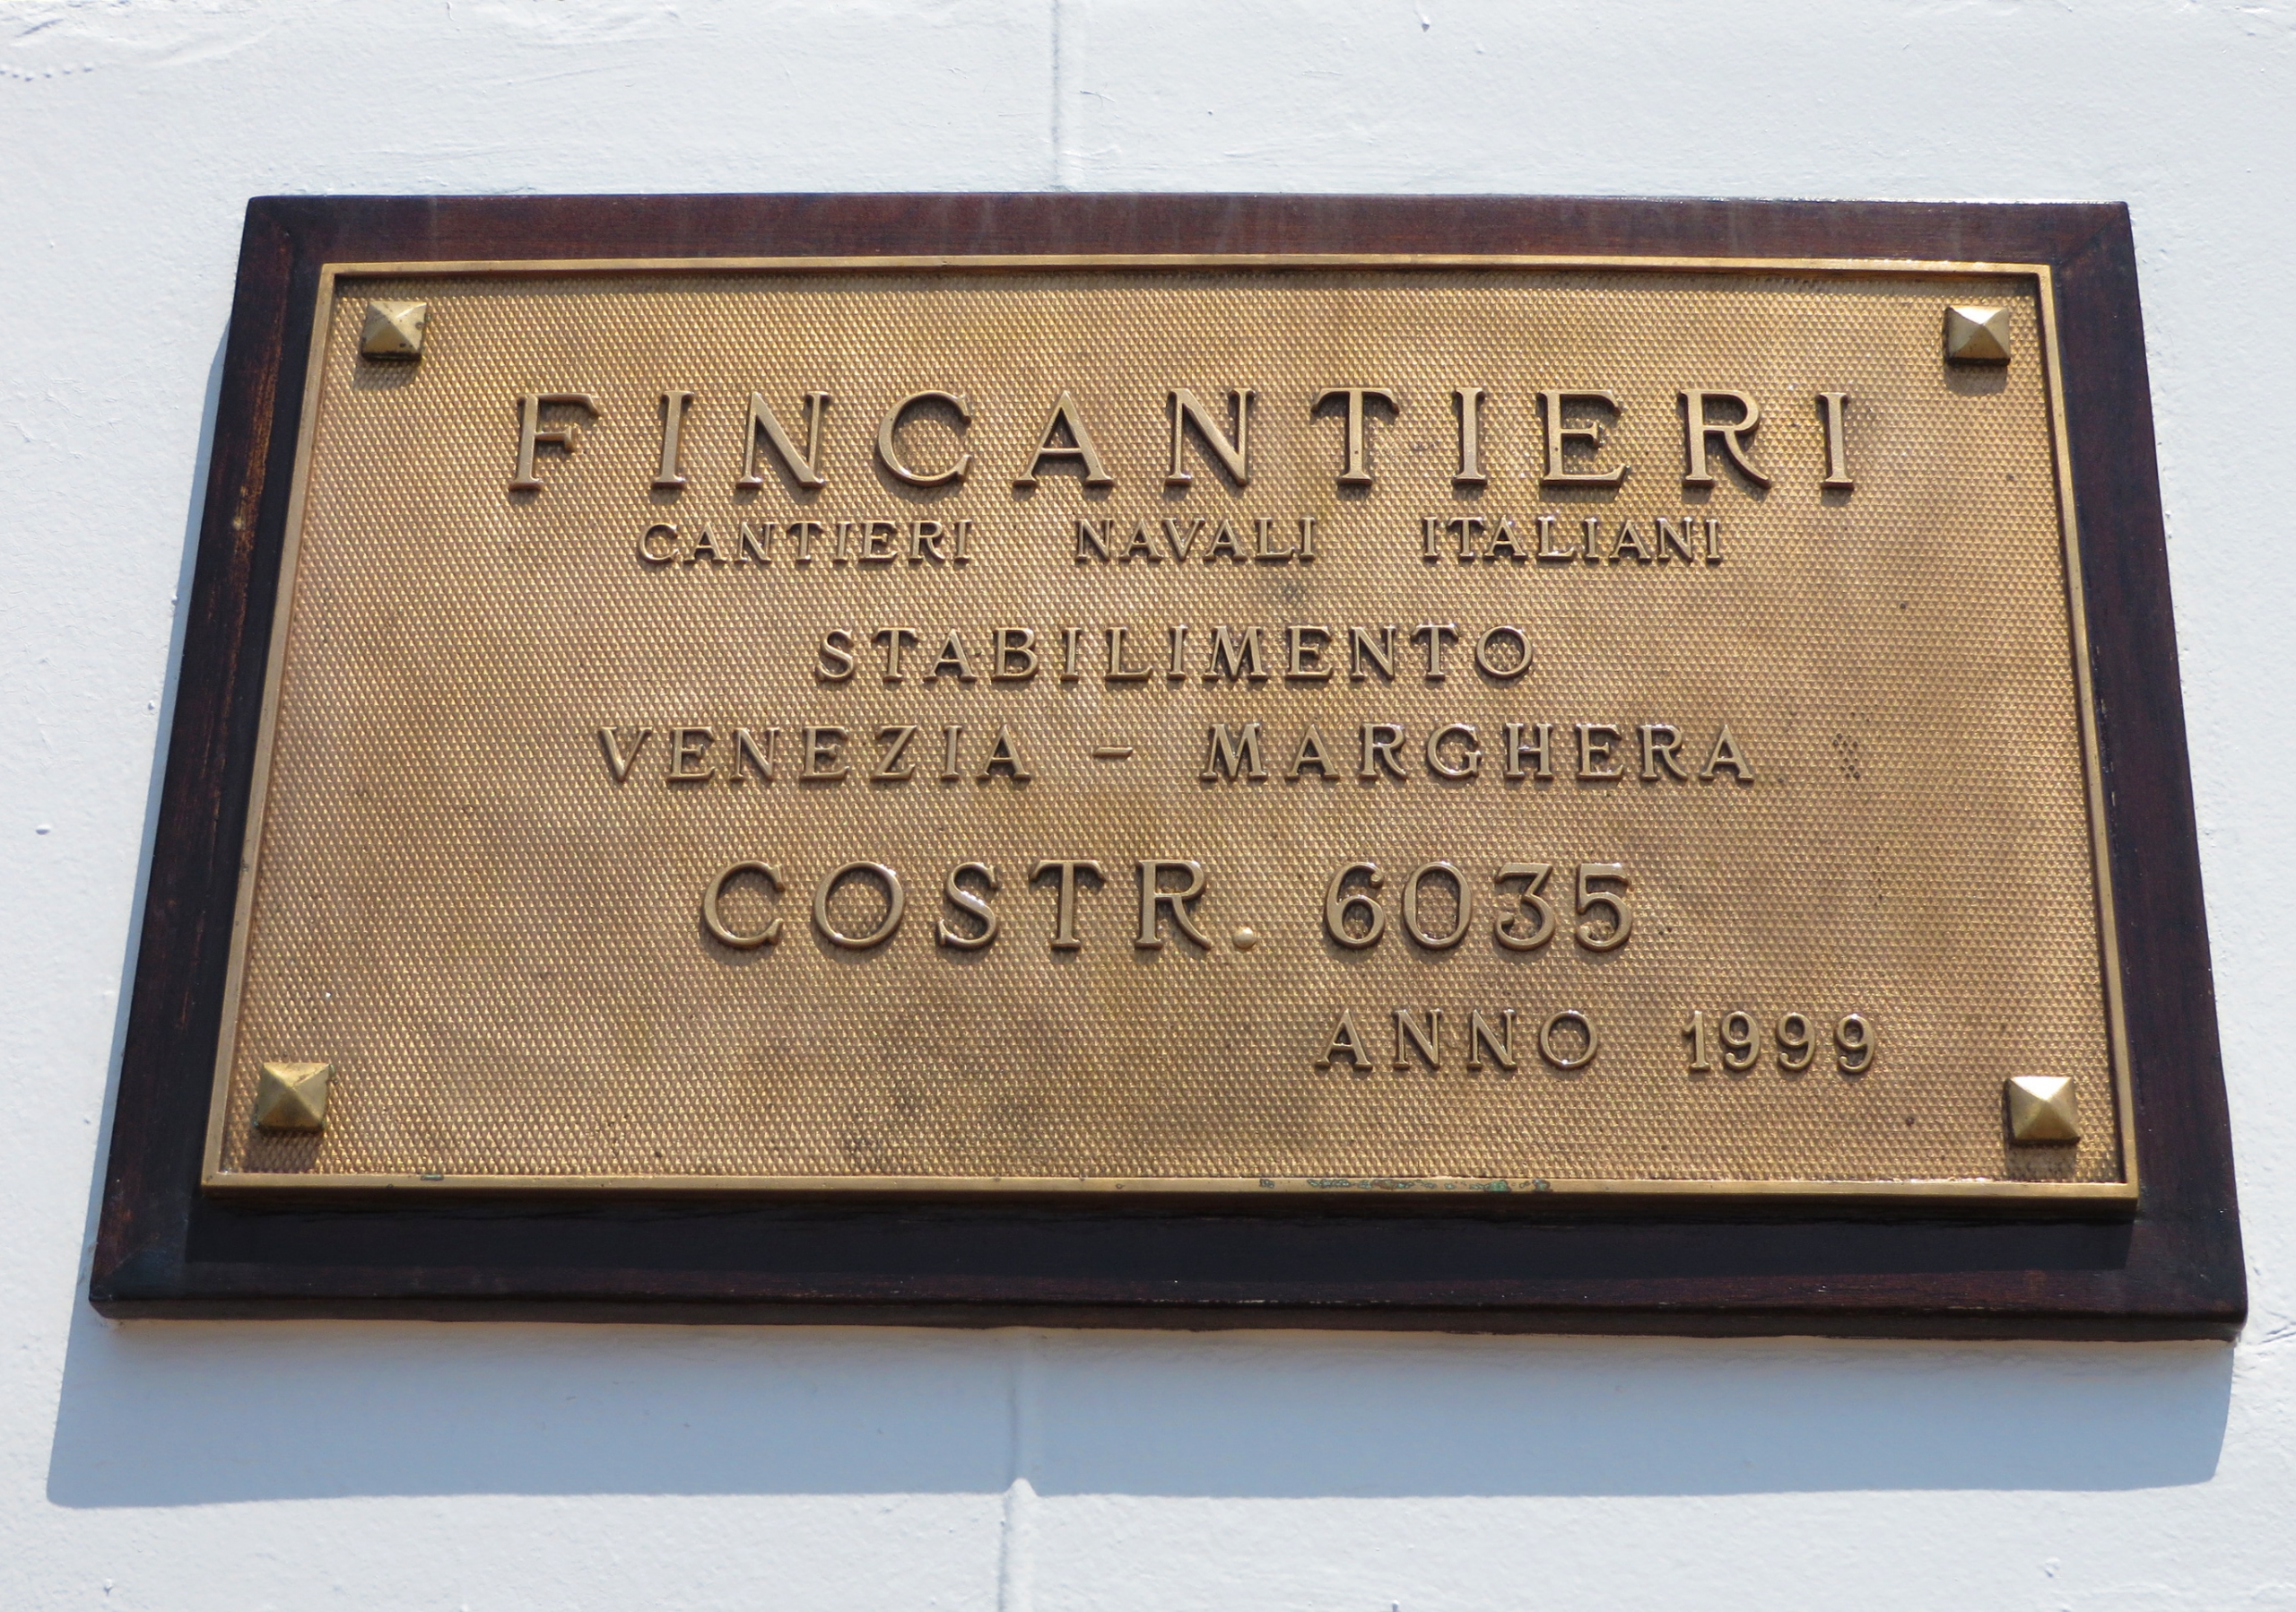 FINCANTIERI
CANTIERI NAVALI ITALIANI
STABILIMENTO
VENEZIA – MARGHERA
COSTR. 6035
ANNO 1999